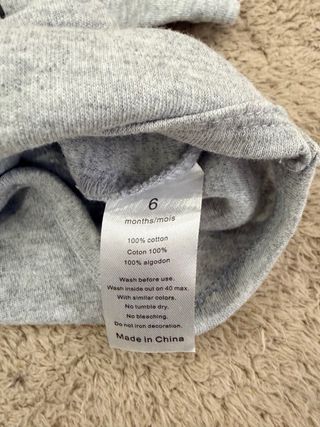 6
months/mois
100% cotton
Coton 100%
100% algodon
Wash before use.
Wash inside out on 40 max.
With similar colors.
No tumble dry.
No bleaching.
Do not iron decoration.
Made in China